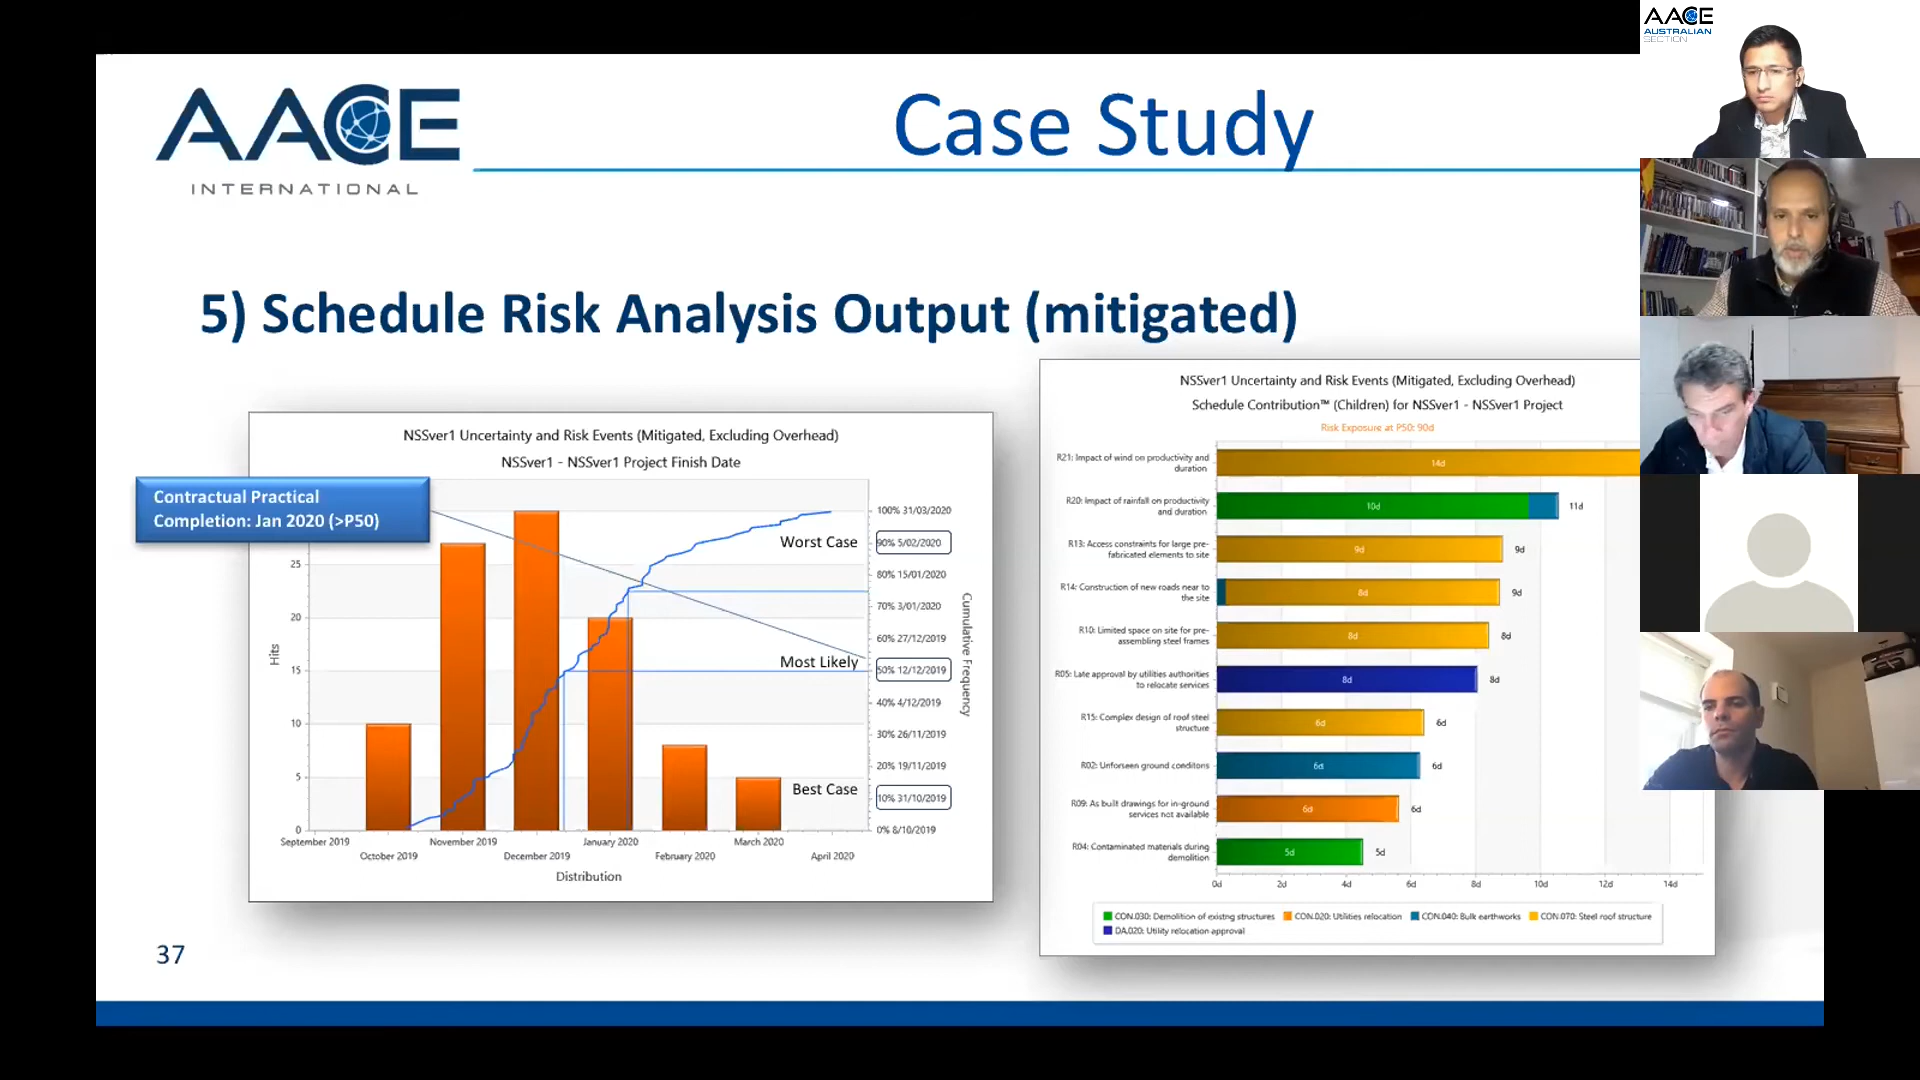 AACE
INTERNATIONAL
Case Study
AACE
AUSTRALIAN
SECTION
5) Schedule Risk Analysis Output (mitigated)
NSSver1 Uncertainty and Risk Events (Mitigated, Excluding Overhead)
NSSver1 - NSSver1 Project Finish Date
Contractual Practical
Completion: Jan 2020 (>P50)
Hits
25
20
15
10
5
0
Worst Case
Most Likely
Best Case
100% 31/03/2020
90% 5/02/2020
80% 15/01/2020
70% 3/01/2020
60% 27/12/2019
50% 12/12/2019
40% 4/12/2019
30% 26/11/2019
20% 19/11/2019
10% 31/10/2019
0% 8/10/2019
Cumulative Frequency
September 2019
October 2019
November 2019
December 2019
January 2020
February 2020
March 2020
April 2020
Distribution
NSSver1 Uncertainty and Risk Events (Mitigated, Excluding Overhead)
Schedule Contribution™ (Children) for NSSver1 - NSSver1 Project
Risk Exposure at P50: 90d
R21: Impact of wind on productivity and
duration
14d
R20: Impact of rainfall on productivity
and duration
10d
11d
R13: Access constraints for large pre-
fabricated elements to site
9d
9d
R14: Construction of new roads near to
the site
8d
9d
R10: Limited space on site for pre-
assembling steel frames
8d
8d
R05: Late approval by utilities authorities
to relocate services
8d
8d
R15: Complex design of roof steel
structure
6d
6d
R02: Unforseen ground conditons
6d
6d
R09: As built drawings for in-ground
services not available
6d
6d
R04: Contaminated materials during
demolition
5d
5d
0d
2d
4d
6d
8d
10d
12d
14d
CON.030: Demolition of existng structures
CON.020: Utilities relocation
CON.040: Bulk earthworks
CON.070: Steel roof structure
DA.020: Utility relocation approval
37